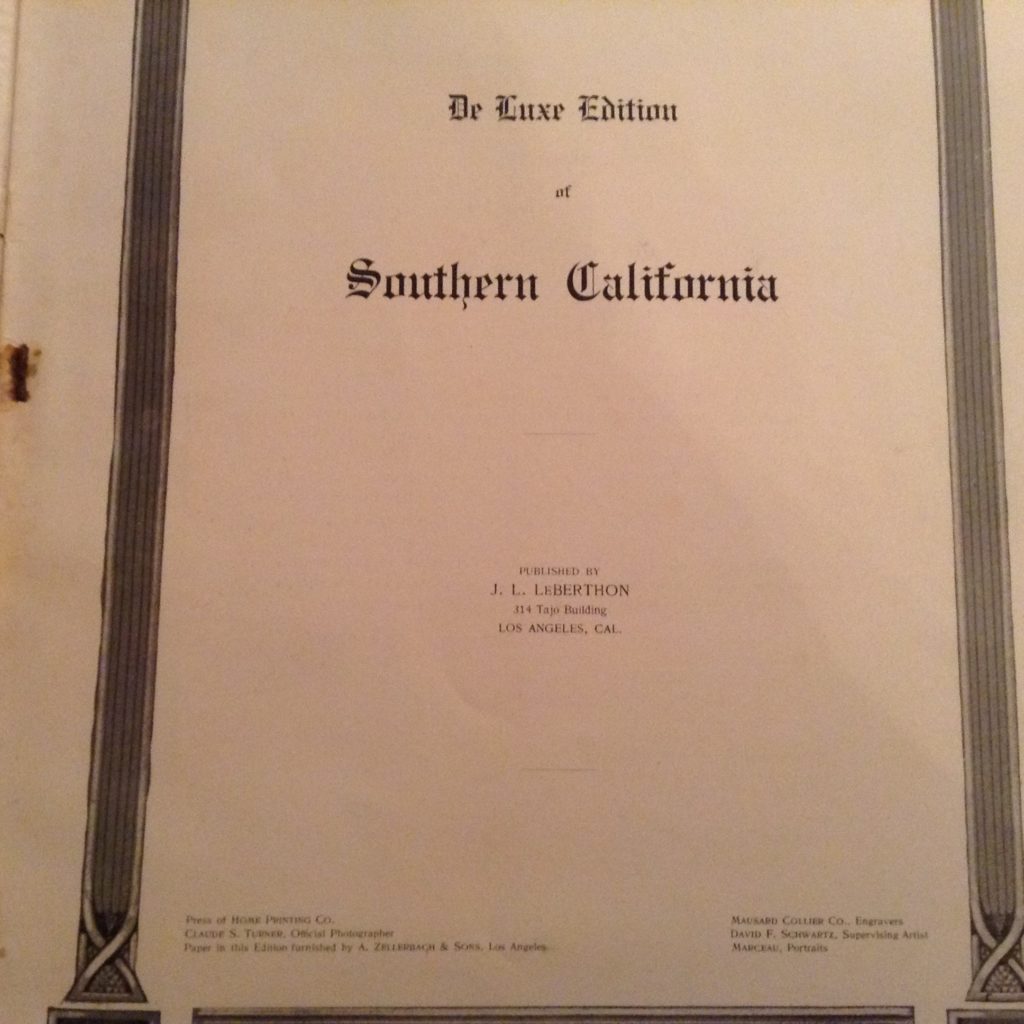 De Luxe Edition
of
Southern California
PUBLISHED BY
J. L. LEBERTHON
314 Tajo Building
LOS ANGELES, CAL.
Press of HOME PRINTING CO.
CLAUDE S. TURNER, Official Photographer
Paper in this Edition furnished by A. ZELLERBACH & SONS, Los Angeles
MAUSARD COLLIER CO., Engravers
DAVID F. SCHWARTZ, Supervising Artist
MARCEAU, Portraits